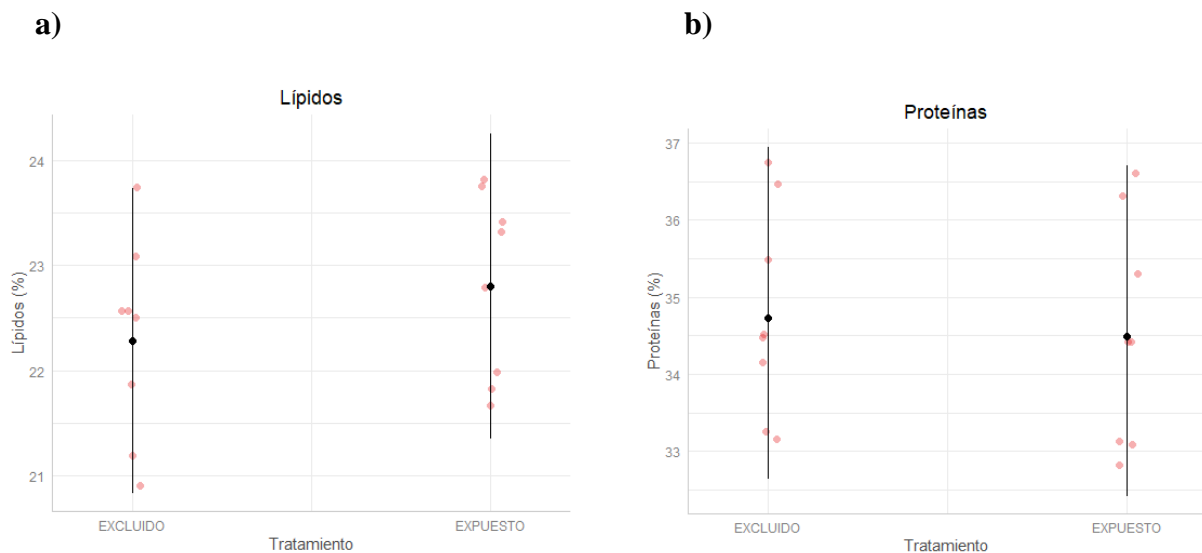 a)
Lípidos
Lípidos (%)
24
23
22
21
EXCLUIDO
EXPUESTO
Tratamiento
b)
Proteínas
Proteínas (%)
37
36
35
34
33
EXCLUIDO
EXPUESTO
Tratamiento